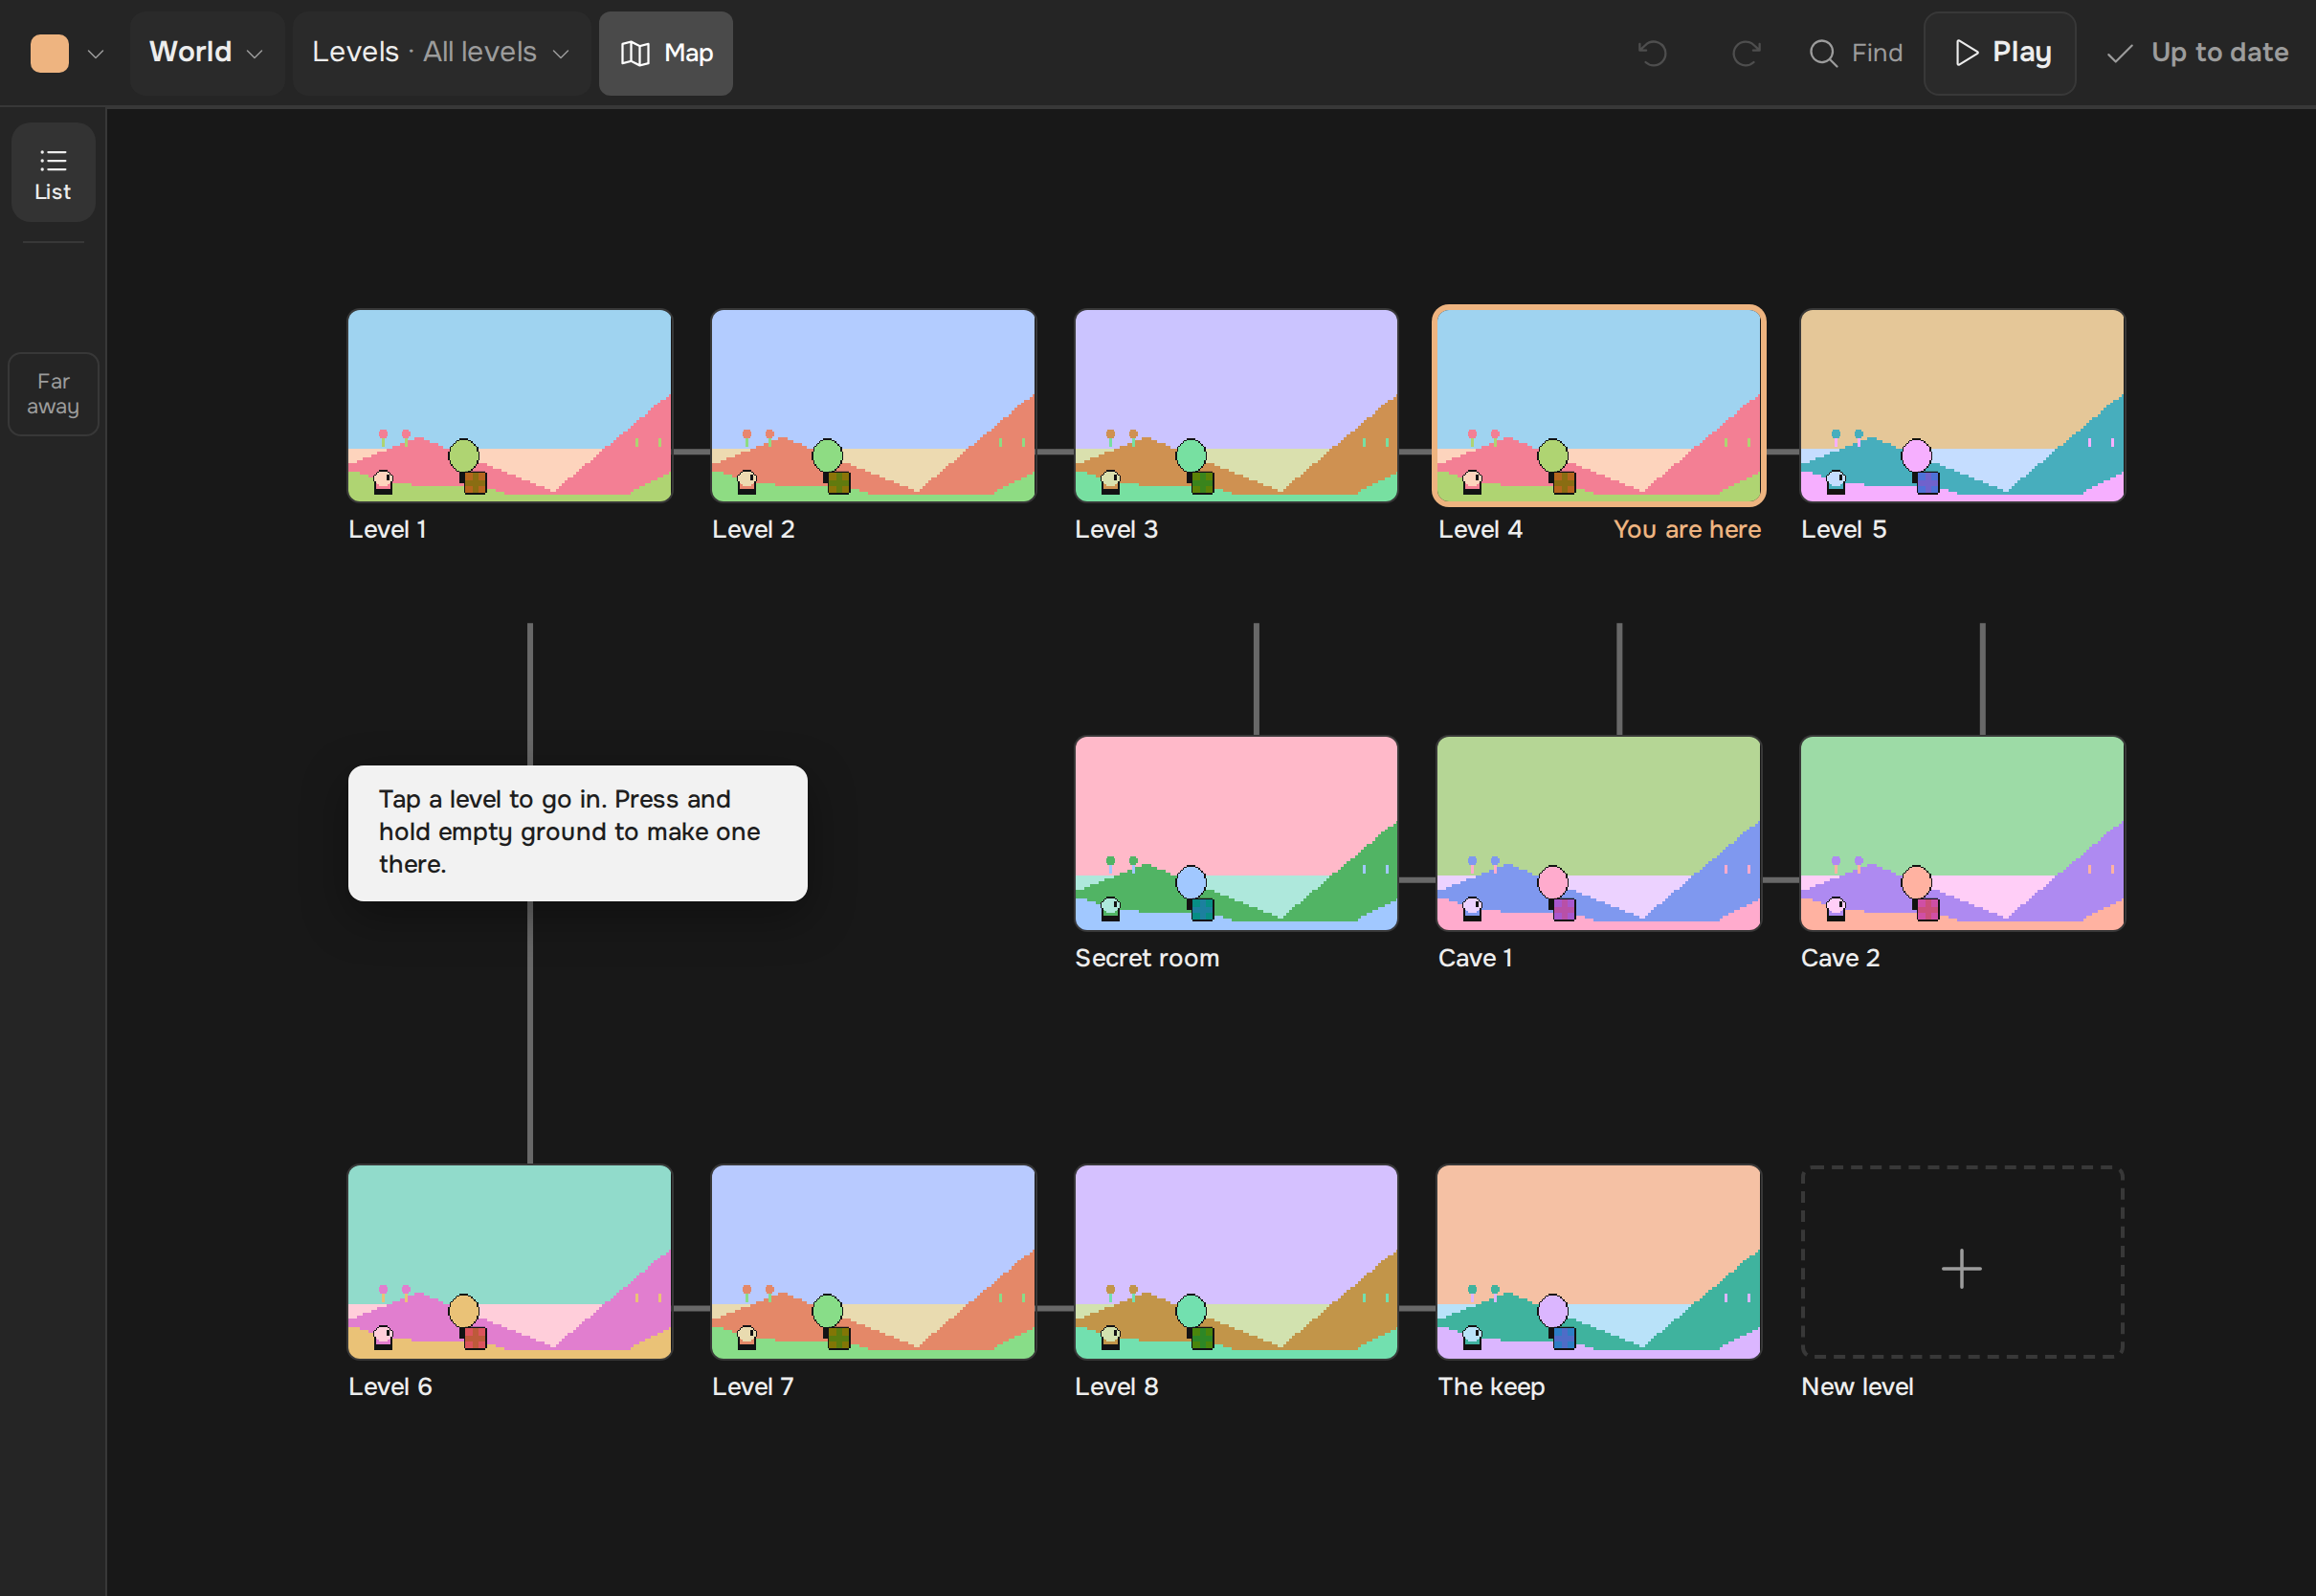 World
Levels · All levels
Map
Find
Play
Up to date
List
Far
away
Level 1
Level 2
Level 3
Level 4
You are here
Level 5
Tap a level to go in. Press and
hold empty ground to make one
there.
Secret room
Cave 1
Cave 2
Level 6
Level 7
Level 8
The keep
New level